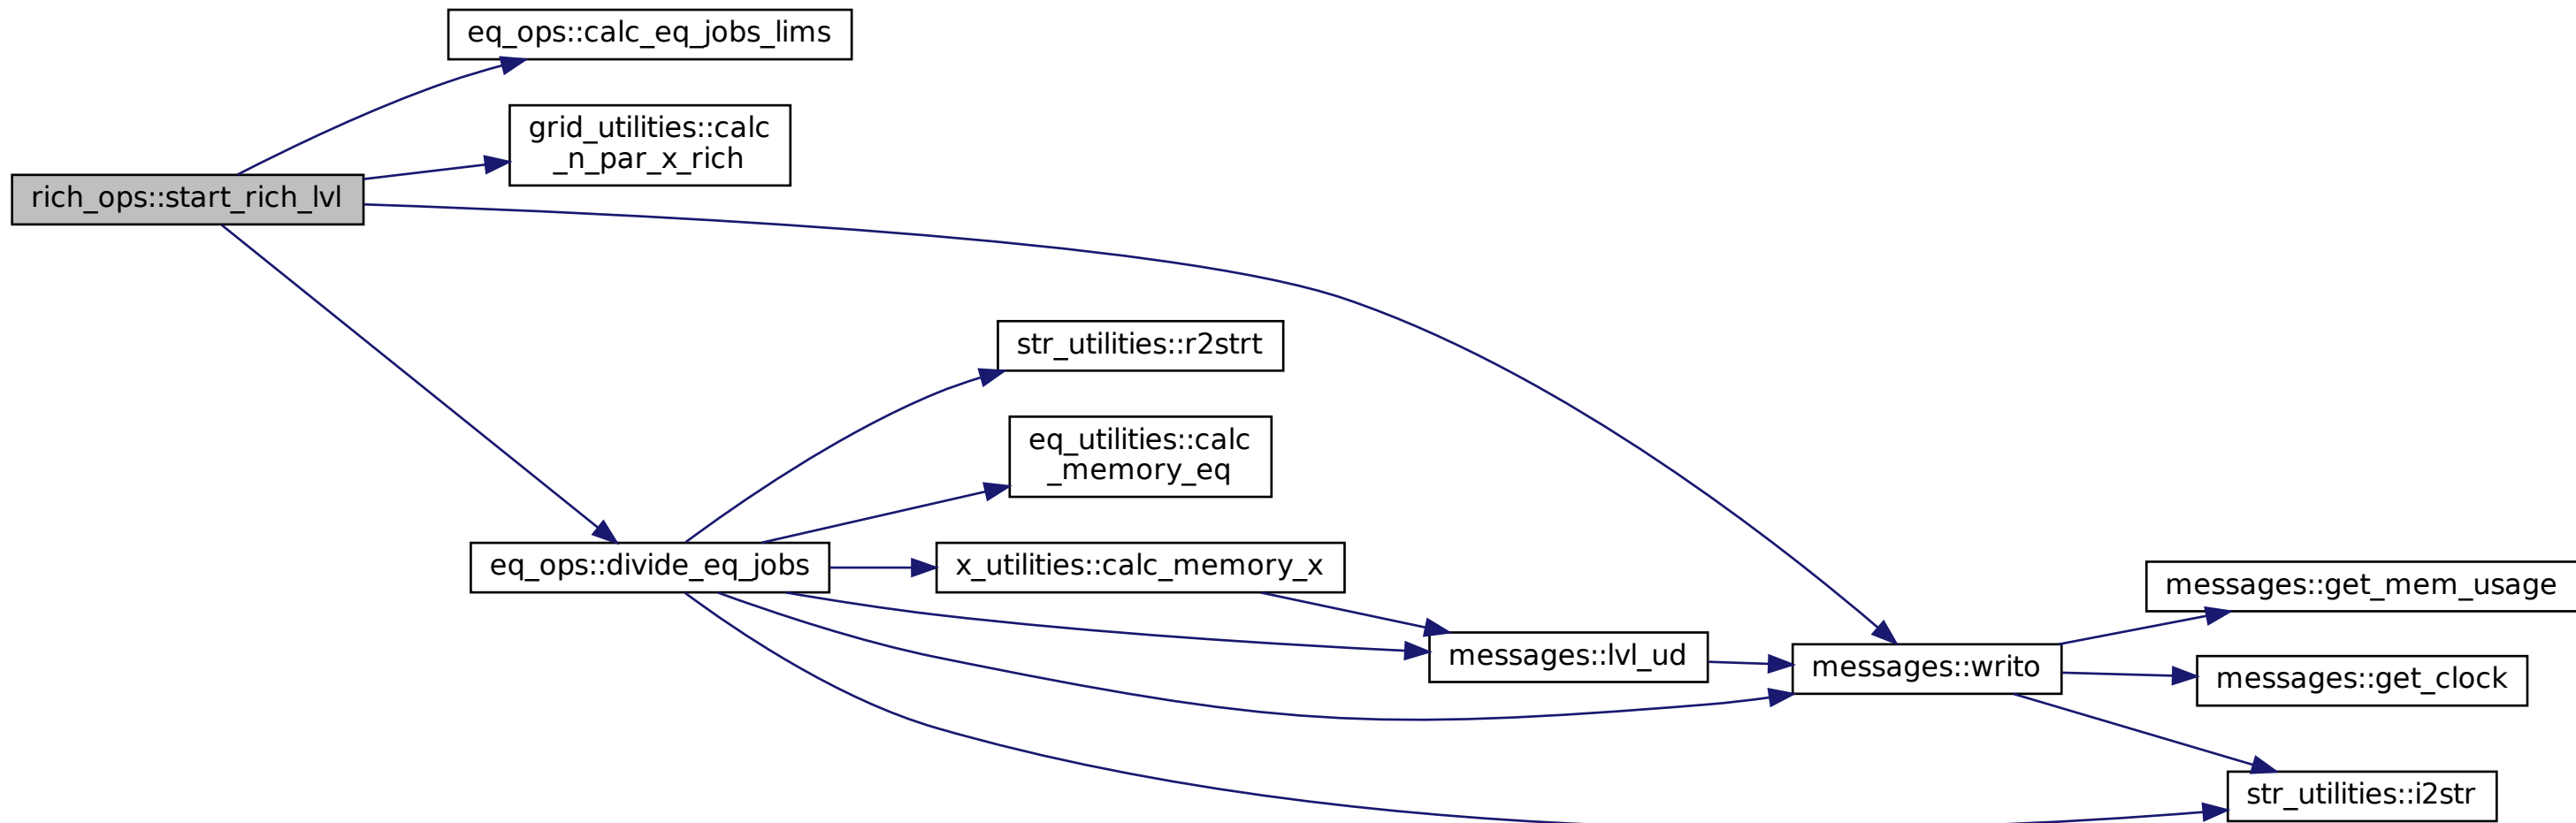 eq_ops::calc_eq_jobs_lims
grid_utilities::calc
_n_par_x_rich
rich_ops::start_rich_lvl
str_utilities::r2strt
eq_utilities::calc
_memory_eq
eq_ops::divide_eq_jobs
x_utilities::calc_memory_x
messages::lvl_ud
messages::writo
messages::get_mem_usage
messages::get_clock
str_utilities::i2str